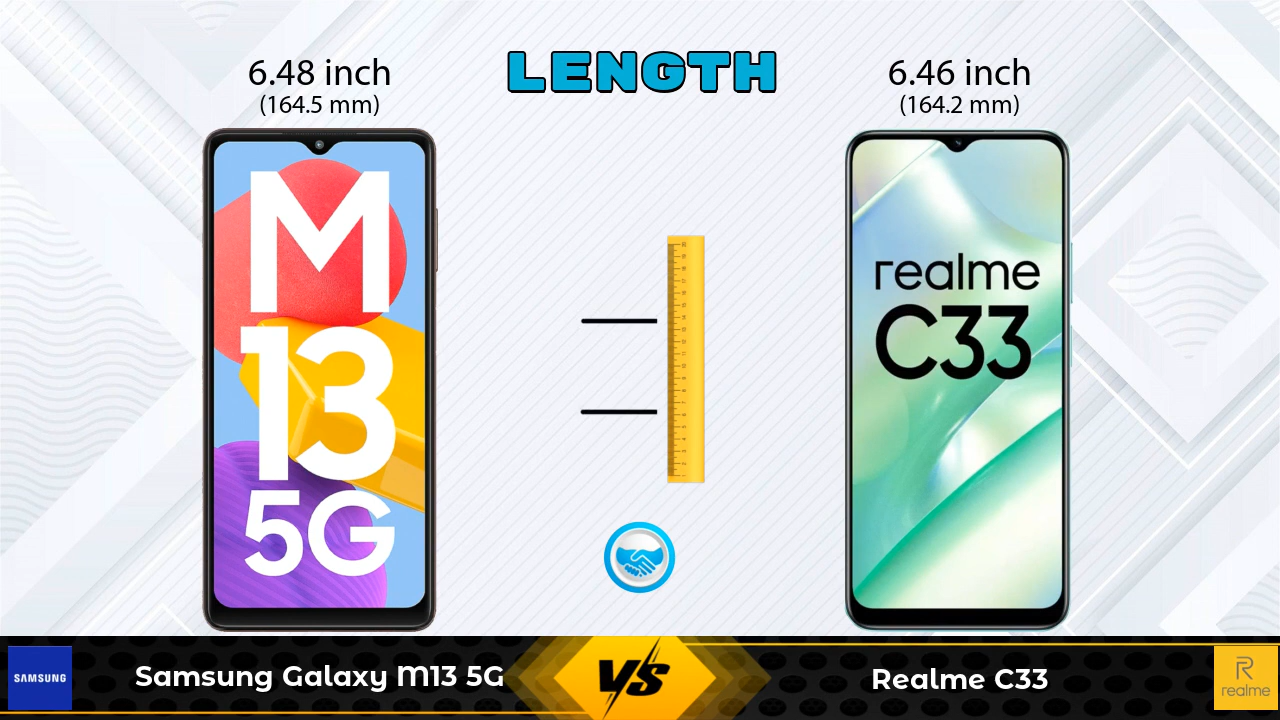 LENGTH
6.48 inch
(164.5 mm)
6.46 inch
(164.2 mm)
M
13
5G
realme
C33
SAMSUNG
Samsung Galaxy M13 5G
VS
Realme C33
R
realme